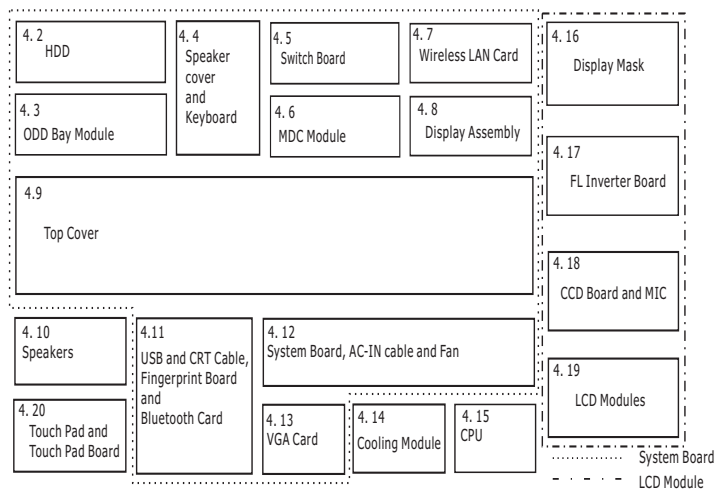 4. 2
HDD
4. 4
Speaker
cover
and
Keyboard
4. 5
Switch Board
4. 7
Wireless LAN Card
4. 16
Display Mask
4. 3
ODD Bay Module
4. 6
MDC Module
4. 8
Display Assembly
4. 17
FL Inverter Board
4.9
Top Cover
4. 18
CCD Board and MIC
4. 10
Speakers
4.11
USB and CRT Cable,
Fingerprint Board
and
Bluetooth Card
4. 12
System Board, AC-IN cable and Fan
4. 19
LCD Modules
4. 20
Touch Pad and
Touch Pad Board
4. 13
VGA Card
4. 14
Cooling Module
4. 15
CPU
System Board
LCD Module